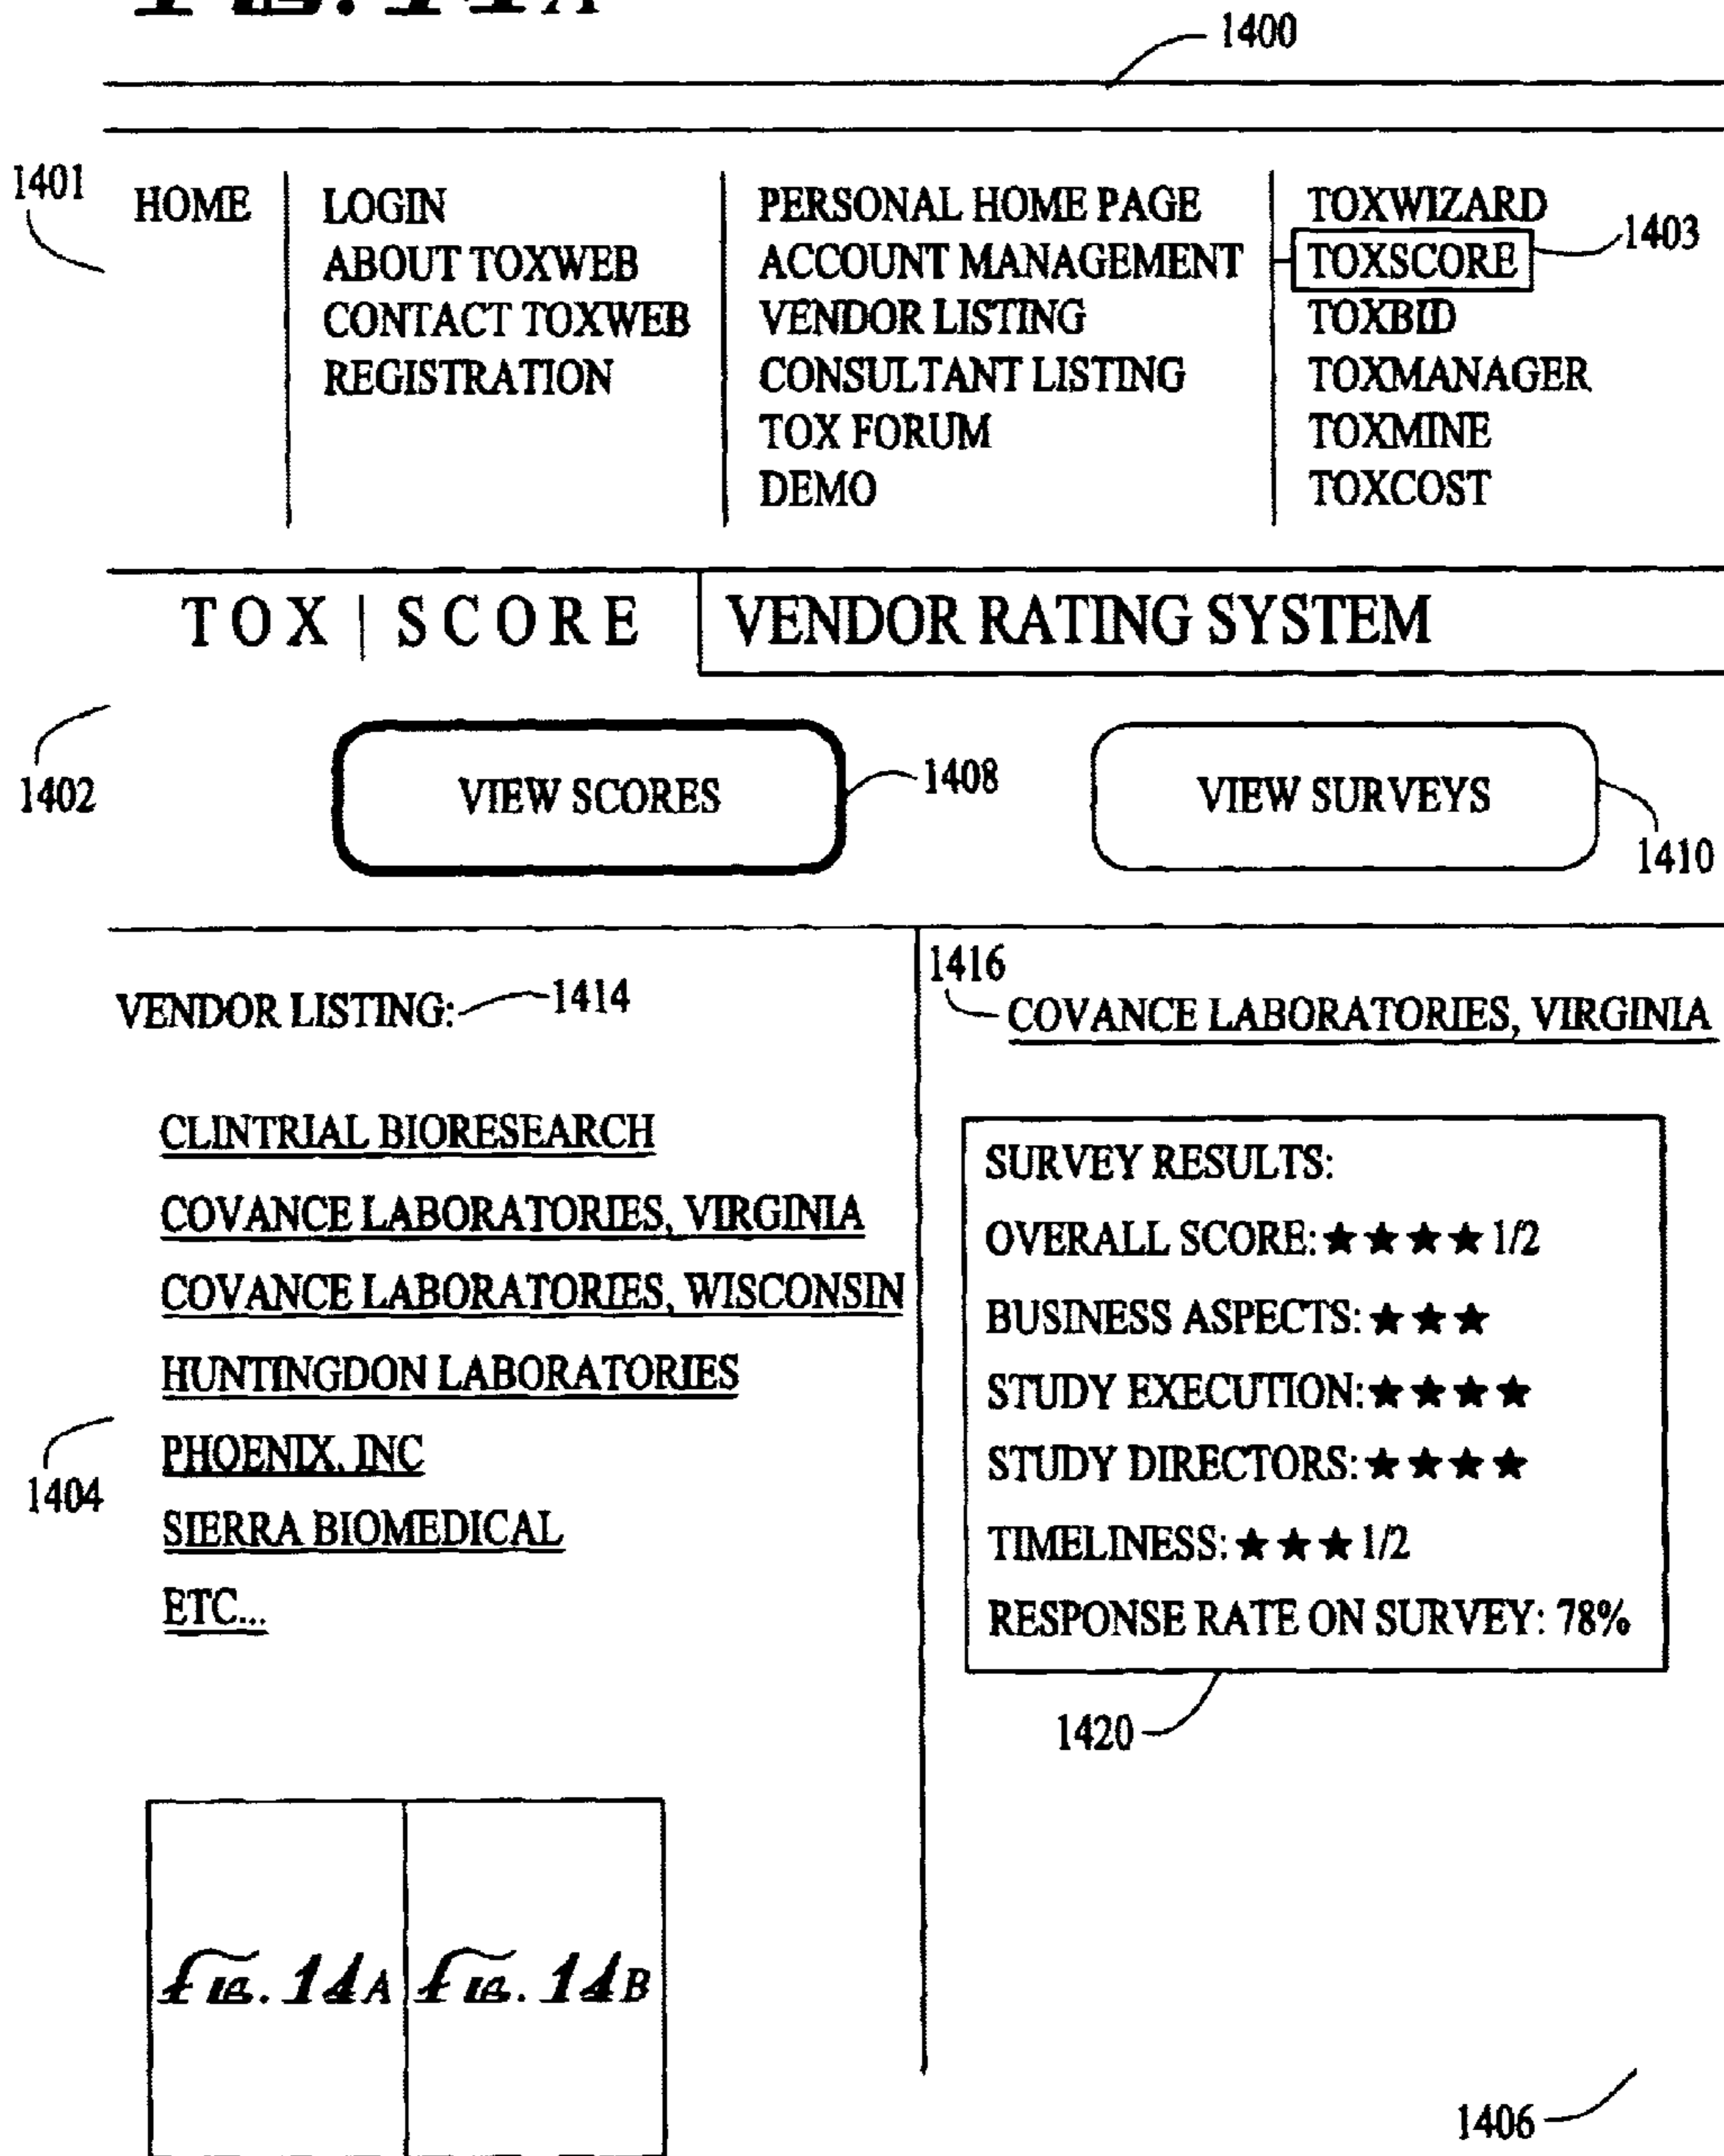 FIG. 14A
1400
1401
HOME
LOGIN
ABOUT TOXWEB
CONTACT TOXWEB
REGISTRATION
PERSONAL HOME PAGE
ACCOUNT MANAGEMENT
VENDOR LISTING
CONSULTANT LISTING
TOX FORUM
DEMO
TOXWIZARD
TOXSCORE
TOXBID
TOXMANAGER
TOXMINE
TOXCOST
1403
TOX | SCORE
VENDOR RATING SYSTEM
1402
VIEW SCORES
1408
VIEW SURVEYS
1410
VENDOR LISTING:
1414
CLINTRIAL BIORESEARCH
COVANCE LABORATORIES, VIRGINIA
COVANCE LABORATORIES, WISCONSIN
HUNTINGDON LABORATORIES
PHOENIX, INC
SIERRA BIOMEDICAL
ETC...
1404
1416
COVANCE LABORATORIES, VIRGINIA
SURVEY RESULTS:
OVERALL SCORE: ★★★★ 1/2
BUSINESS ASPECTS: ★★★
STUDY EXECUTION: ★★★★
STUDY DIRECTORS: ★★★★
TIMELINESS: ★★★ 1/2
RESPONSE RATE ON SURVEY: 78%
1420
FIG. 14A
FIG. 14B
1406